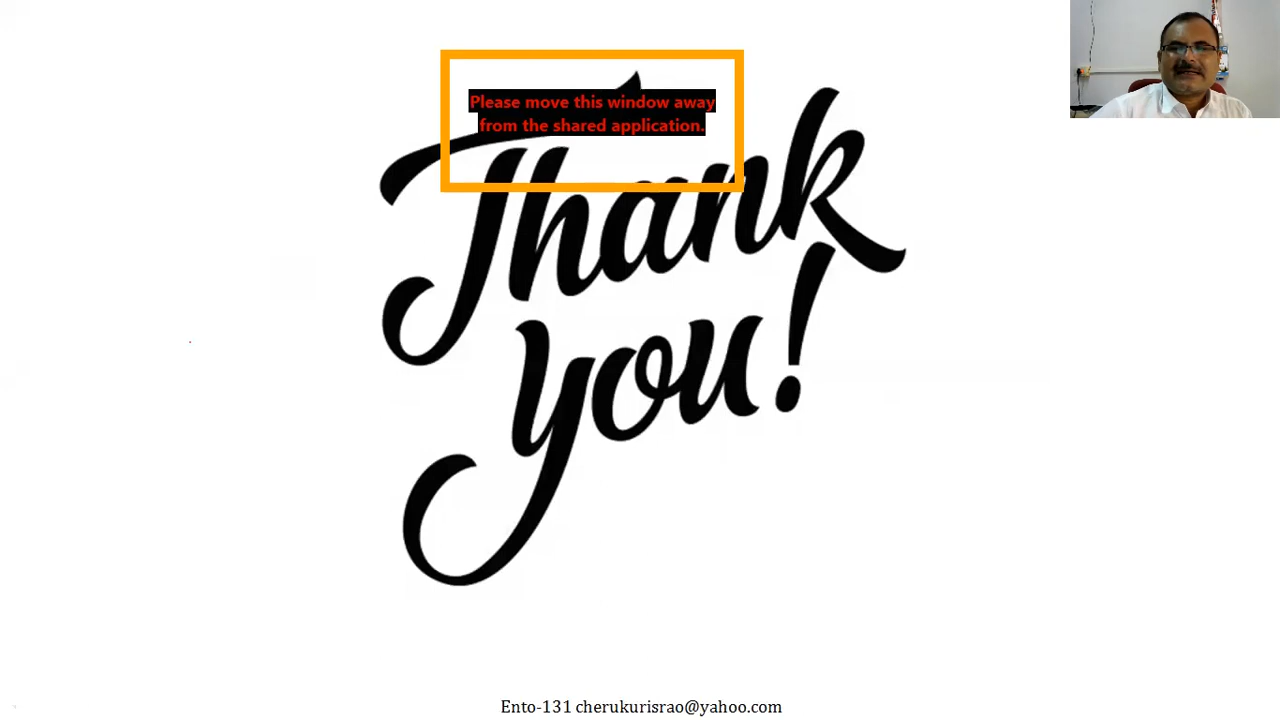 Please move this window away
from the shared application.
Thank
you!
Ento-131 cherukurisrao@yahoo.com